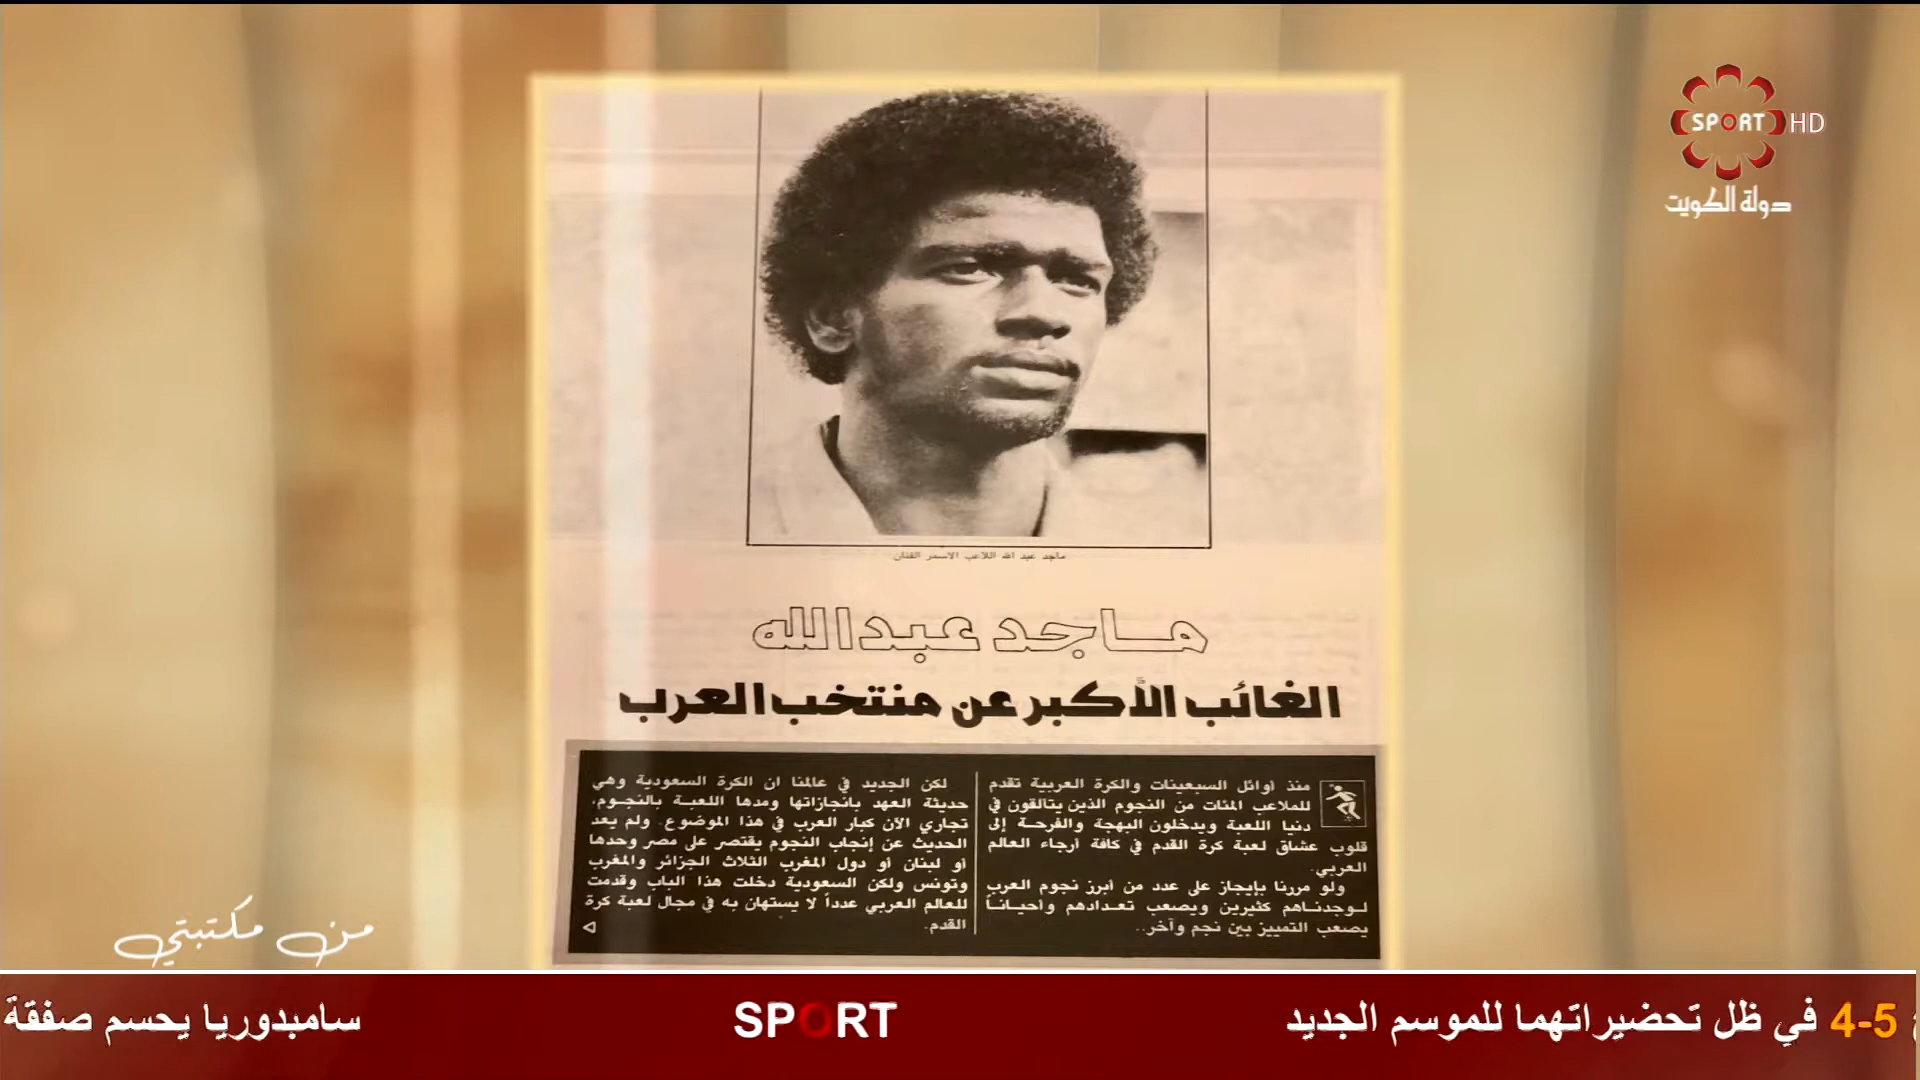 SPORT HD
دولة الكويت
ماجد عبد الله اللاعب الاسمر الفنان
ماجد عبدالله
الغائب الأكبر عن منتخب العرب
منذ أوائل السبعينات والكرة العربية تقدم
للملاعب المئات من النجوم الذين يتألقون في
دنيا اللعبة ويدخلون البهجة والفرحة إلى
قلوب عشاق لعبة كرة القدم في كافة أرجاء العالم
العربي.
ولو مررنا بإيجاز على عدد من أبرز نجوم العرب
لوجدناهم كثيرين ويصعب تعدادهم وأحياناً
يصعب التمييز بين نجم وآخر..
لكن الجديد في عالمنا ان الكرة السعودية وهي
حديثة العهد بانجازاتها ومدها اللعبة بالنجوم،
تجاري الآن كبار العرب في هذا الموضوع. ولم يعد
الحديث عن إنجاب النجوم يقتصر على مصر وحدها
أو لبنان أو دول المغرب الثلاث الجزائر والمغرب
وتونس ولكن السعودية دخلت هذا الباب وقدمت
للعالم العربي عدداً لا يستهان به في مجال لعبة كرة
القدم.
من مكتبتي
5-4 في ظل تحضيراتهما للموسم الجديد SPORT سامبدوريا يحسم صفقة